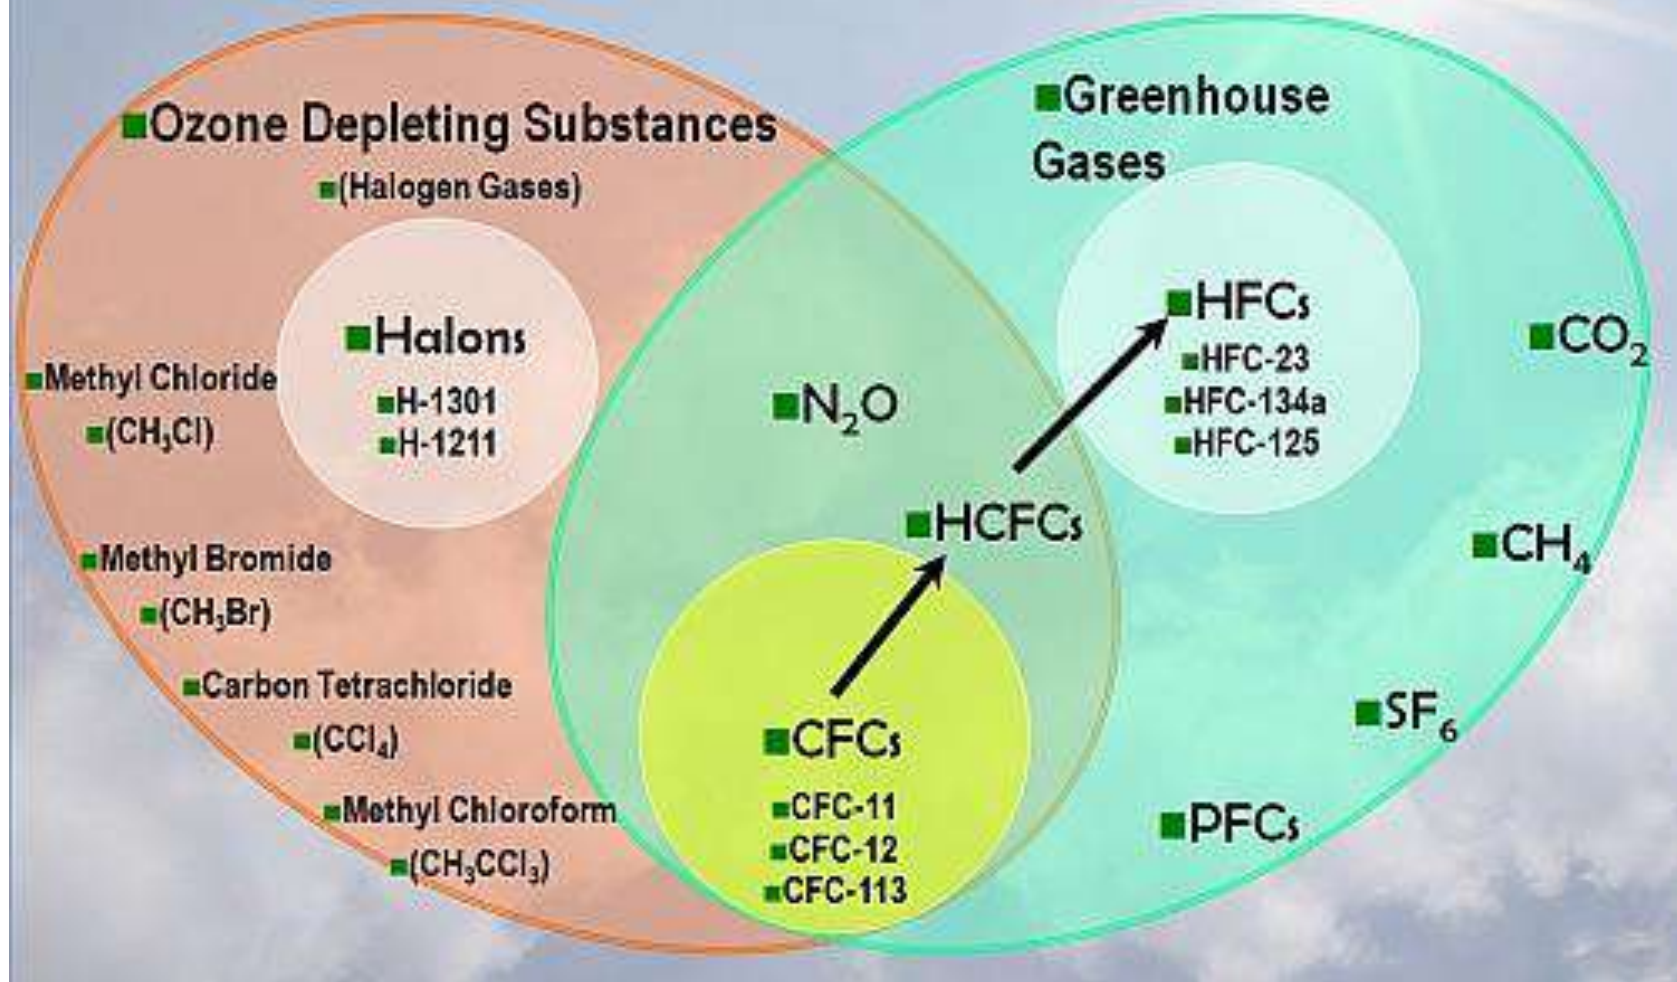 ■Ozone Depleting Substances
■(Halogen Gases)
■Halons
■H-1301
■H-1211
■Methyl Chloride
■(CH₃Cl)
■Methyl Bromide
■(CH₃Br)
■Carbon Tetrachloride
■(CCl₄)
■Methyl Chloroform
■(CH₃CCl₃)
■N₂O
■HCFCs
■CFCs
■CFC-11
■CFC-12
■CFC-113
■Greenhouse
Gases
■HFCs
■HFC-23
■HFC-134a
■HFC-125
■CO₂
■CH₄
■SF₆
■PFCs